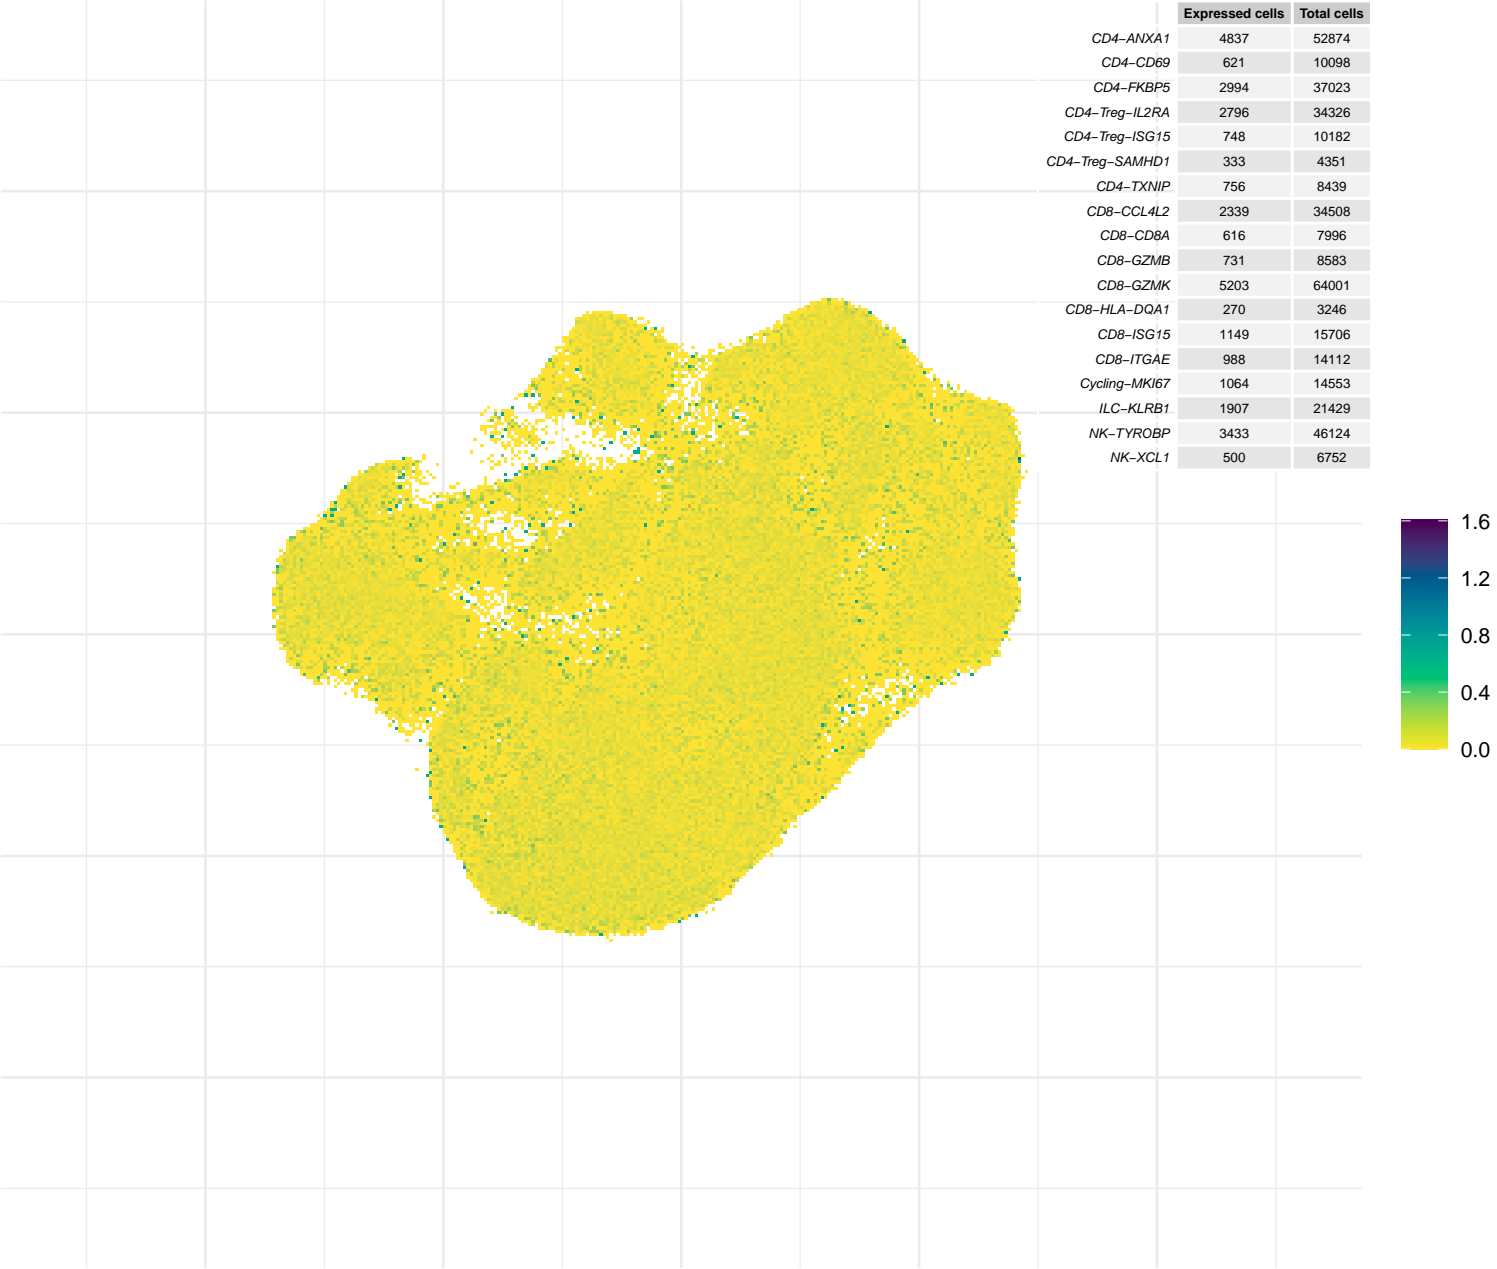 Expressed cells Total cells
CD4−ANXA1 4837 52874
CD4−CD69 621 10098
CD4−FKBP5 2994 37023
CD4−Treg−IL2RA 2796 34326
CD4−Treg−ISG15 748 10182
CD4−Treg−SAMHD1 333 4351
CD4−TXNIP 756 8439
CD8−CCL4L2 2339 34508
CD8−CD8A 616 7996
CD8−GZMB 731 8583
CD8−GZMK 5203 64001
CD8−HLA−DQA1 270 3246
CD8−ISG15 1149 15706
CD8−ITGAE 988 14112
Cycling−MKI67 1064 14553
ILC−KLRB1 1907 21429
NK−TYROBP 3433 46124
NK−XCL1 500 6752
1.6
1.2
0.8
0.4
0.0